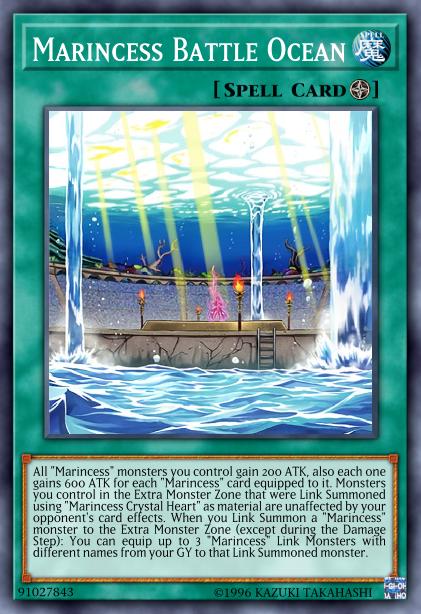 Marincess Battle Ocean
SPELL
魔
[Spell Card]
All "Marincess" monsters you control gain 200 ATK, also each one
gains 600 ATK for each "Marincess" card equipped to it. Monsters
you control in the Extra Monster Zone that were Link Summoned
using "Marincess Crystal Heart" as material are unaffected by your
opponent's card effects. When you Link Summon a "Marincess"
monster to the Extra Monster Zone (except during the Damage
Step): You can equip up to 3 "Marincess" Link Monsters with
different names from your GY to that Link Summoned monster.
91027843
©1996 KAZUKI TAKAHASHI